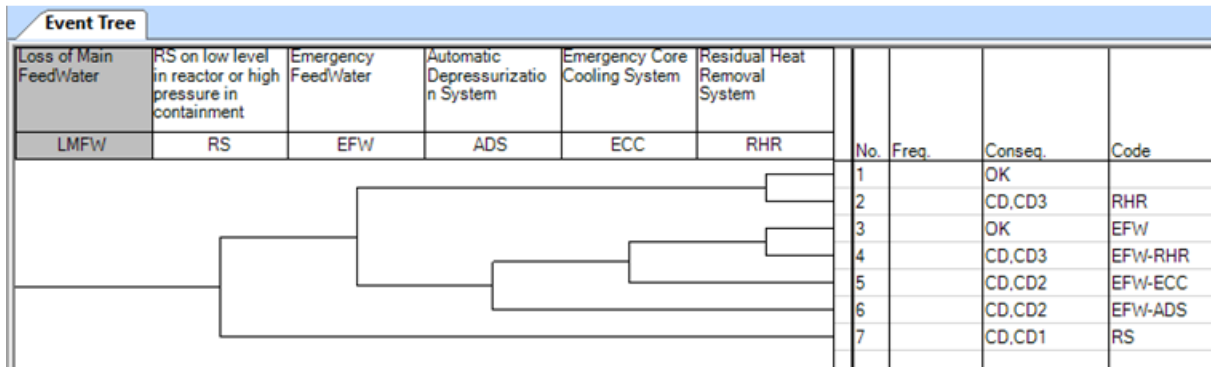 Event Tree
Loss of Main
FeedWater
RS on low level
in reactor or high
pressure in
containment
Emergency
FeedWater
Automatic
Depressurizatio
n System
Emergency Core
Cooling System
Residual Heat
Removal
System
LMFW RS EFW ADS ECC RHR No. Freq. Conseq. Code
1 OK
2 CD,CD3 RHR
3 OK EFW
4 CD,CD3 EFW-RHR
5 CD,CD2 EFW-ECC
6 CD,CD2 EFW-ADS
7 CD,CD1 RS